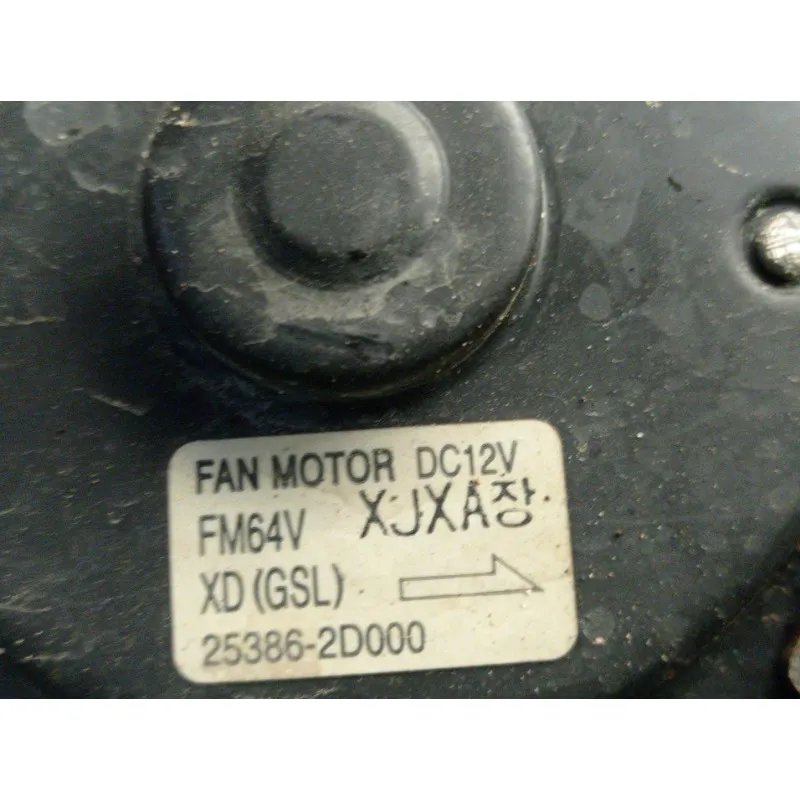 FAN MOTOR DC12V
FM64V XJXA장
XD (GSL)
25386-2D000